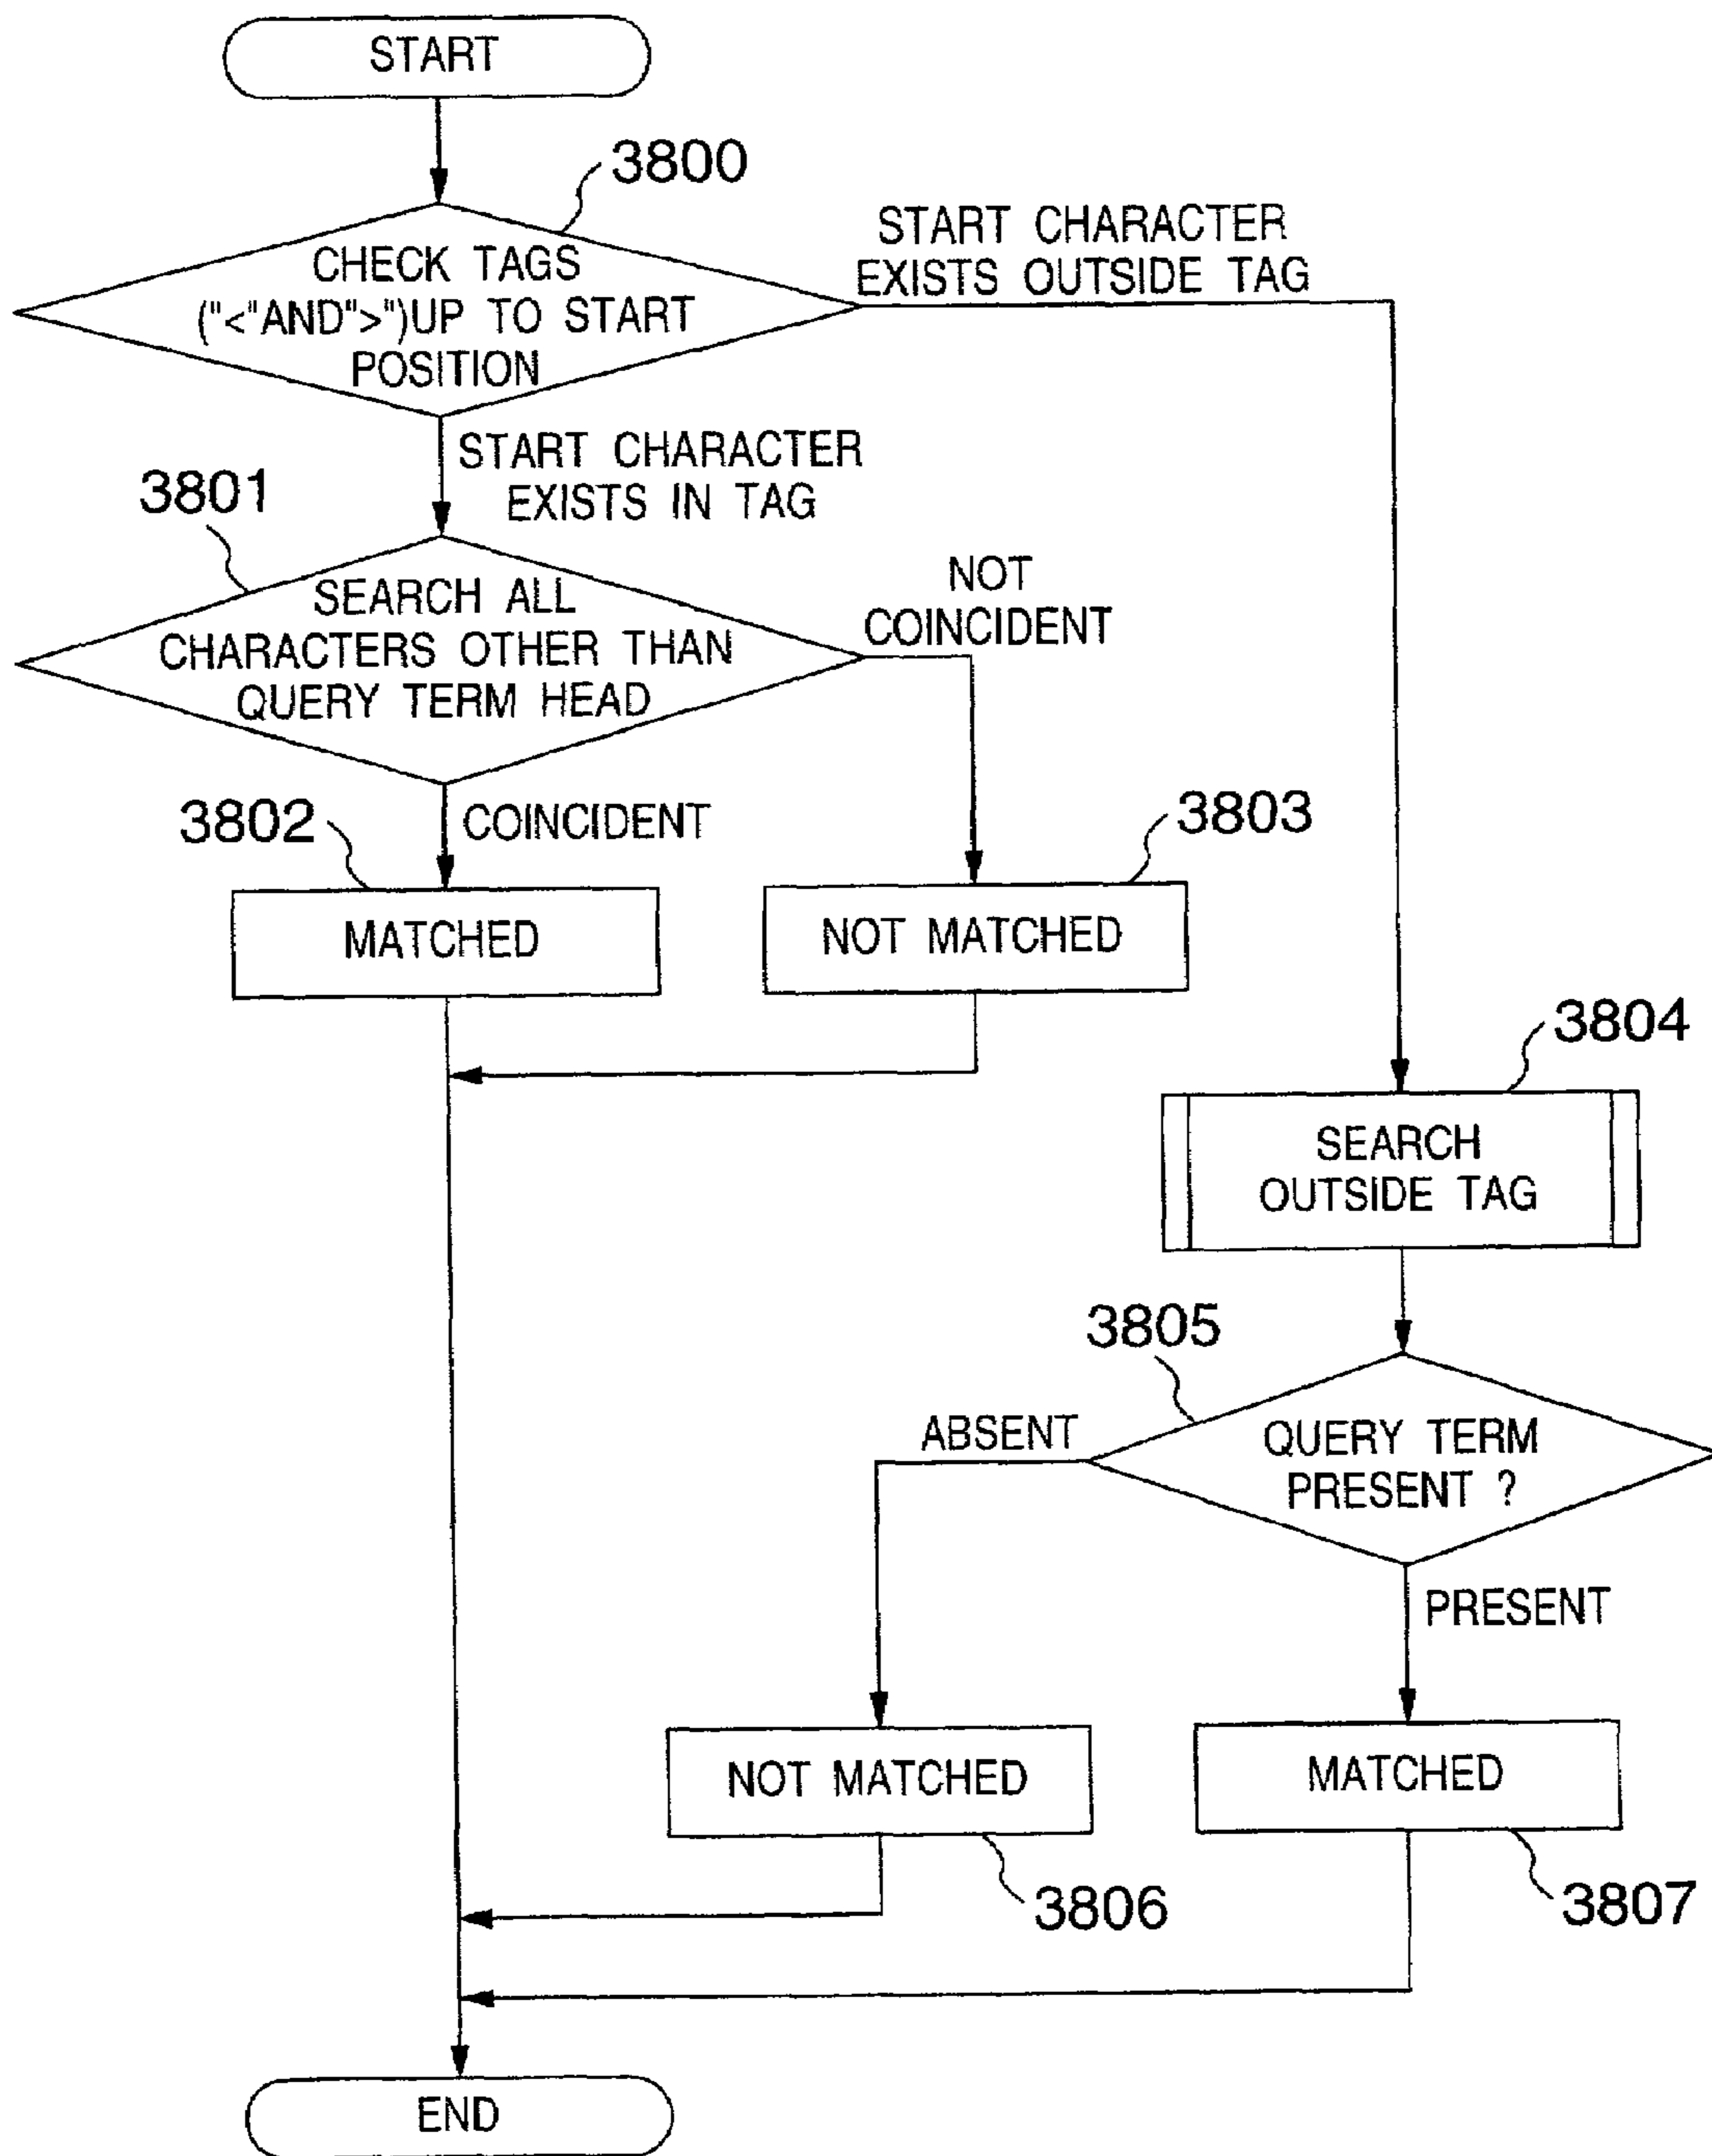 START
3800
CHECK TAGS
("<"AND">")UP TO START
POSITION
START CHARACTER
EXISTS OUTSIDE TAG
START CHARACTER
EXISTS IN TAG
3801
SEARCH ALL
CHARACTERS OTHER THAN
QUERY TERM HEAD
NOT
COINCIDENT
3802
COINCIDENT
3803
MATCHED
NOT MATCHED
3804
SEARCH
OUTSIDE TAG
3805
ABSENT
QUERY TERM
PRESENT ?
PRESENT
NOT MATCHED
MATCHED
3806
3807
END